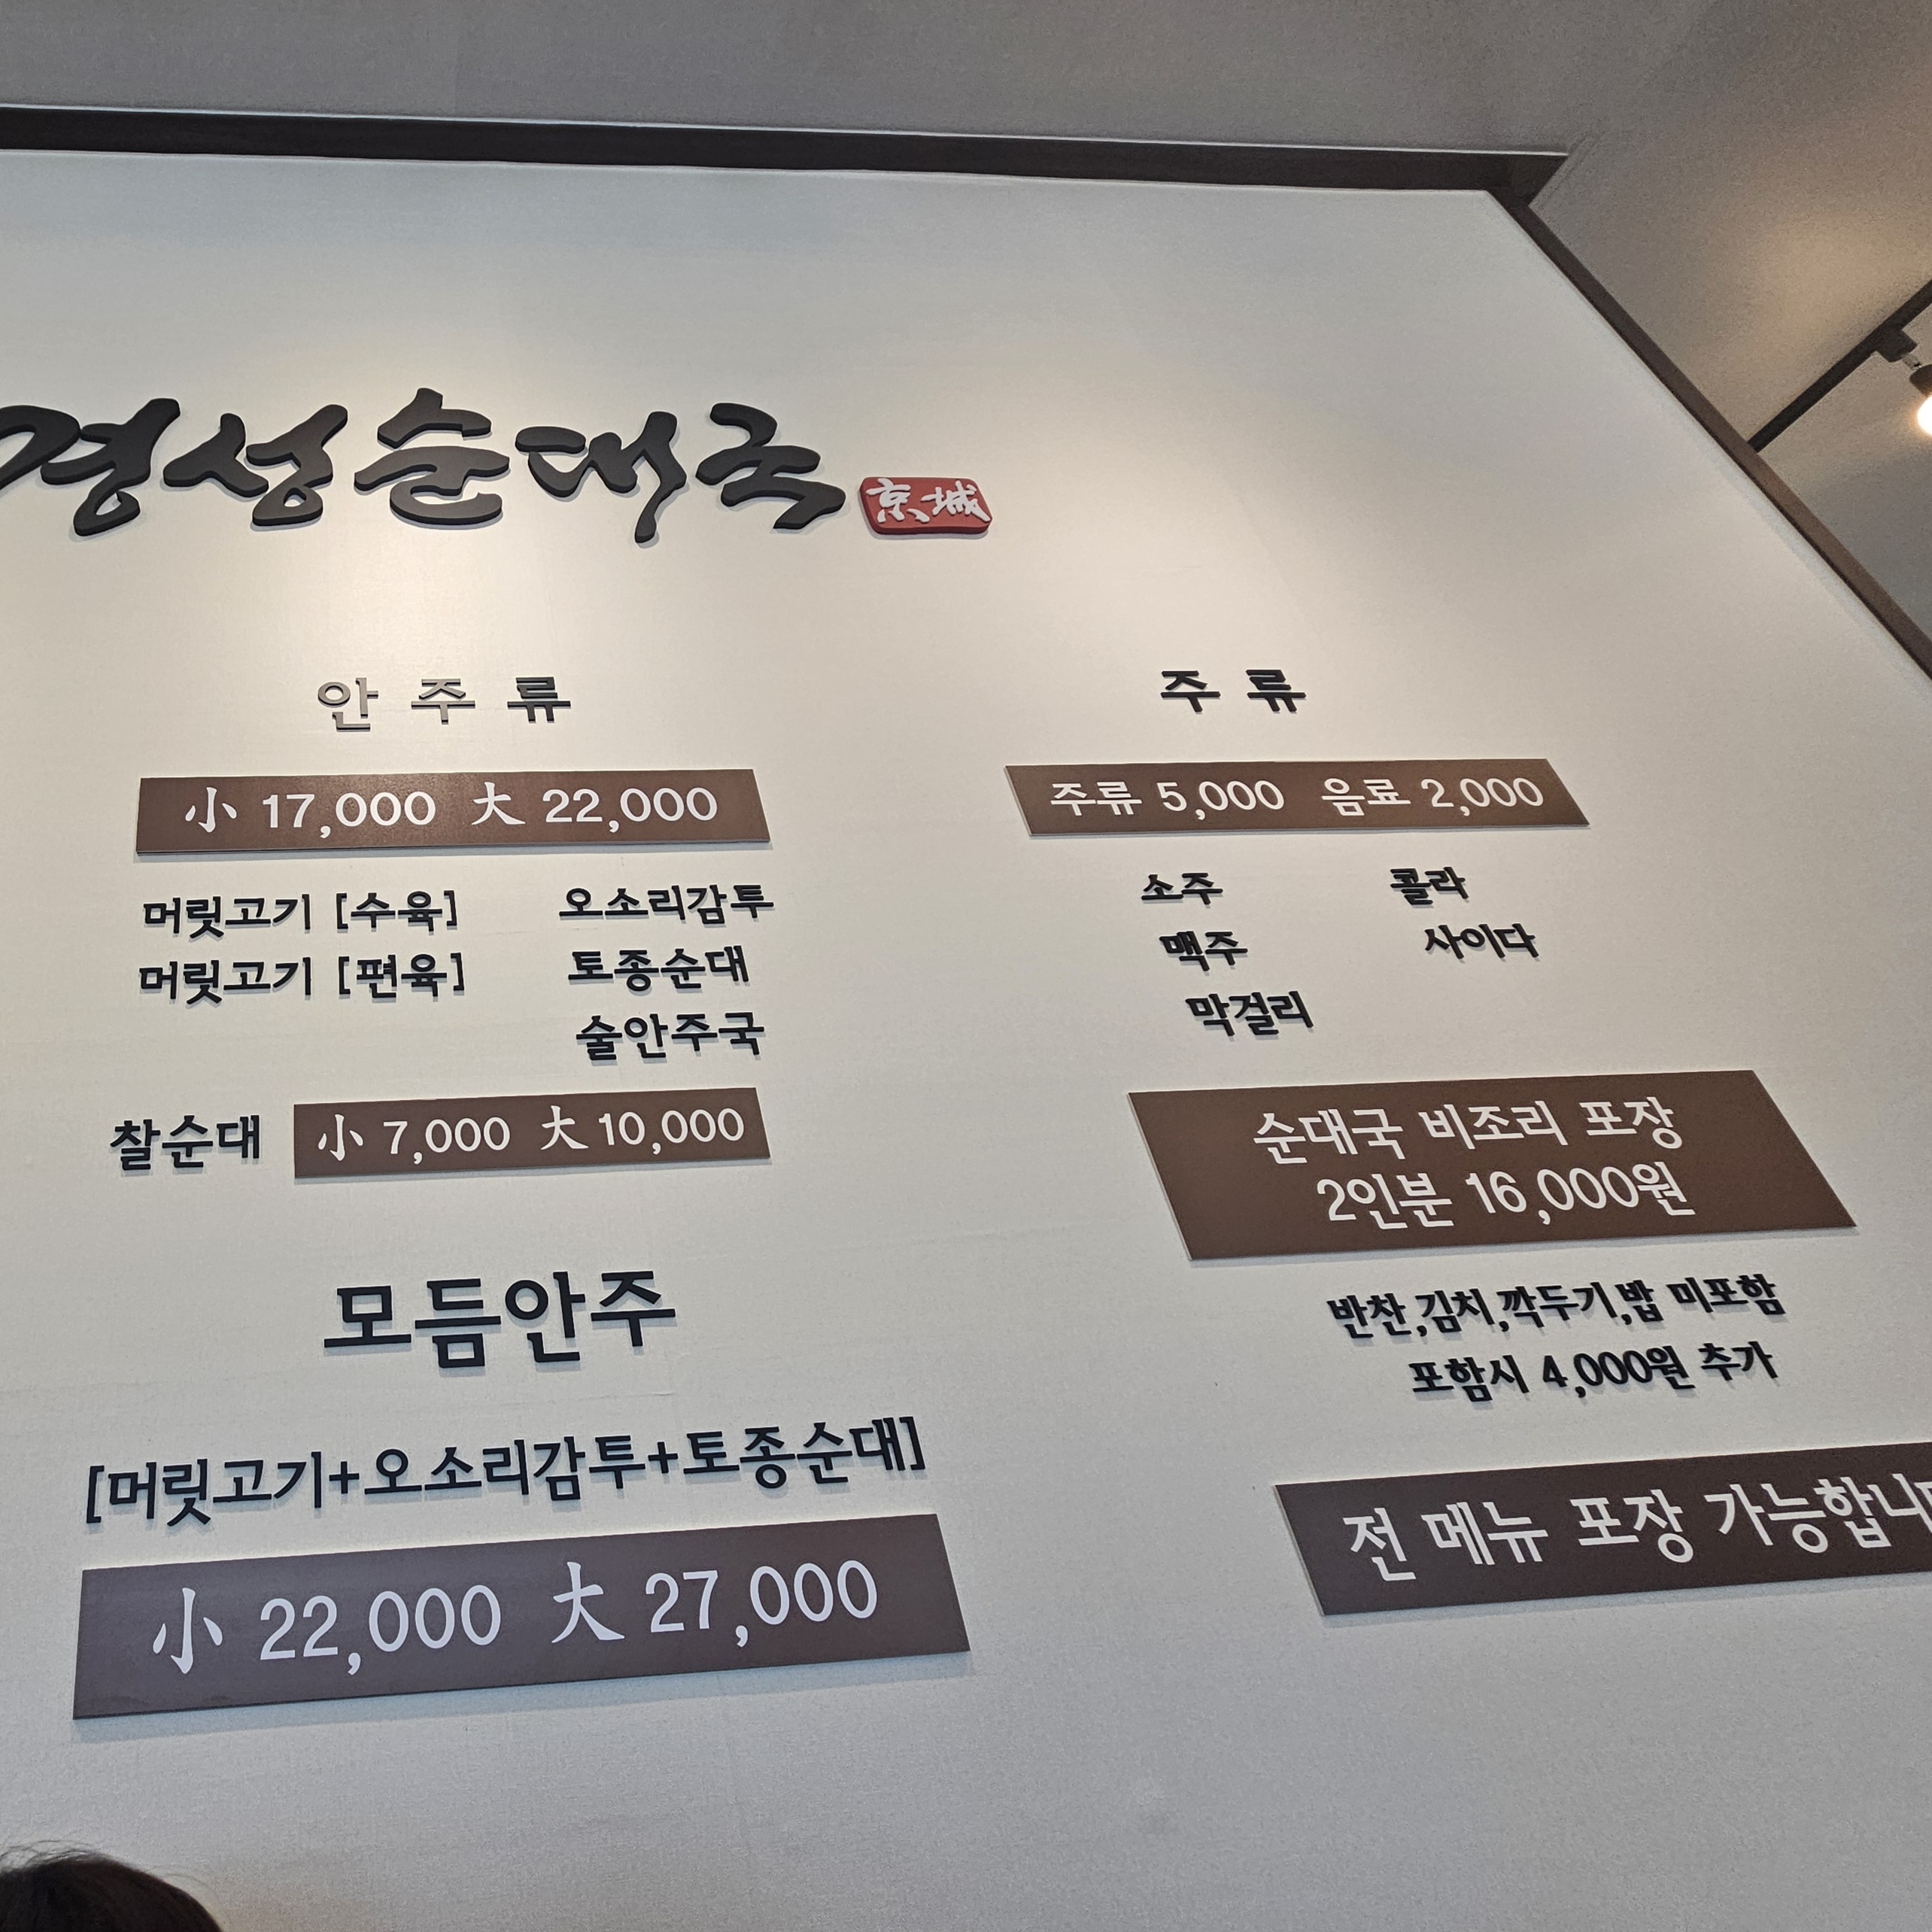 경성순대국 京城
안주류
小 17,000 大 22,000
머릿고기 [수육] 오소리감투
머릿고기 [편육] 토종순대
술안주국
찰순대 小 7,000 大 10,000
모듬안주
[머릿고기+오소리감투+토종순대]
小 22,000 大 27,000
주류
주류 5,000 음료 2,000
소주 콜라
맥주 사이다
막걸리
순대국 비조리 포장
2인분 16,000원
반찬,김치,깍두기,밥 미포함
포함시 4,000원 추가
전 메뉴 포장 가능합니